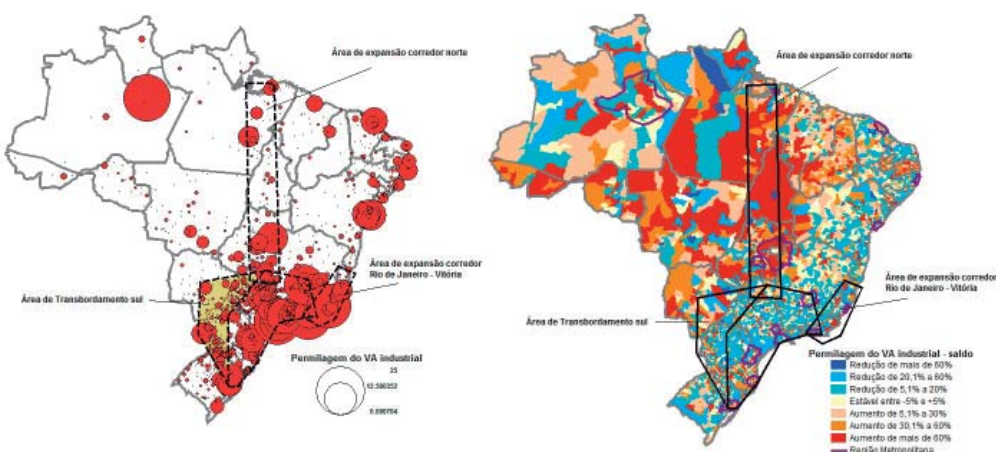 Área de expansão corredor norte
Área de expansão corredor
Rio de Janeiro - Vitória
Área de Transbordamento sul
Permilagem do VA industrial
25
Área de expansão corredor norte
Área de expansão corredor
Rio de Janeiro - Vitória
Área de Transbordamento sul
Permilagem do VA industrial - saldo
Redução de mais de 60%
Redução de 20,1% a 60%
Redução de 5,1% a 20%
Estável entre -5% e +5%
Aumento de 5,1% a 30%
Aumento de 30,1% a 60%
Aumento de mais de 60%
Região Metropolitana